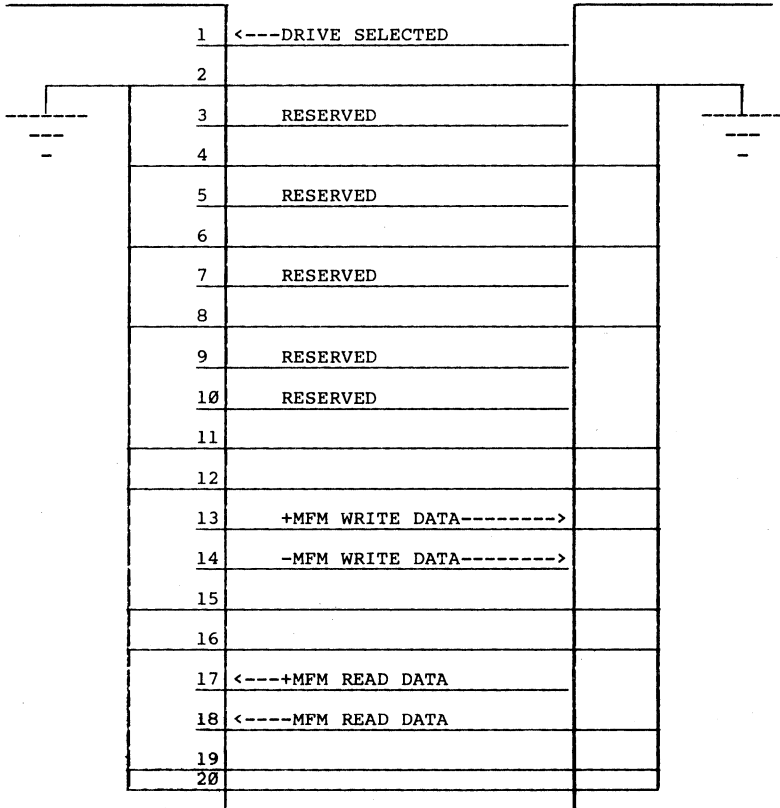 1 <---DRIVE SELECTED
2
3 RESERVED
4
5 RESERVED
6
7 RESERVED
8
9 RESERVED
10 RESERVED
11
12
13 +MFM WRITE DATA-------->
14 -MFM WRITE DATA-------->
15
16
17 <---+MFM READ DATA
18 <----MFM READ DATA
19
20